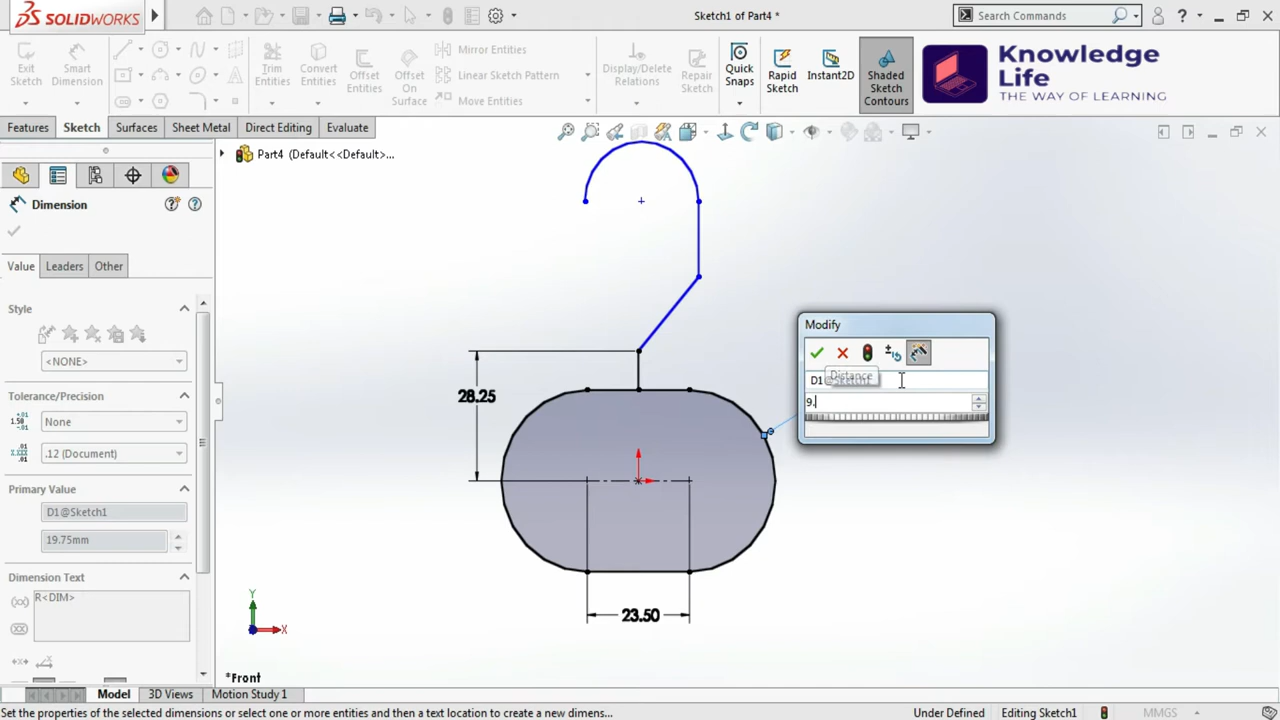 SOLIDWORKS
Sketch1 of Part4 *
Search Commands
Exit Sketch
Smart Dimension
Trim Entities
Convert Entities
Offset Entities
Offset On Surface
Mirror Entities
Linear Sketch Pattern
Move Entities
Display/Delete Relations
Repair Sketch
Quick Snaps
Rapid Sketch
Instant2D
Shaded Sketch Contours
Knowledge
Life
THE WAY OF LEARNING
Features
Sketch
Surfaces
Sheet Metal
Direct Editing
Evaluate
Part4 (Default<<Default>...
Dimension
Value
Leaders
Other
Style
<NONE>
Tolerance/Precision
None
.12 (Document)
Primary Value
D1@Sketch1
19.75mm
Dimension Text
R<DIM>
28.25
23.50
Modify
D1@Sketch1
Distance
9.
Y
X
*Front
Model
3D Views
Motion Study 1
Set the properties of the selected dimensions or select one or more entities and then a text location to create a new dimens...
Under Defined
Editing Sketch1
MMGS